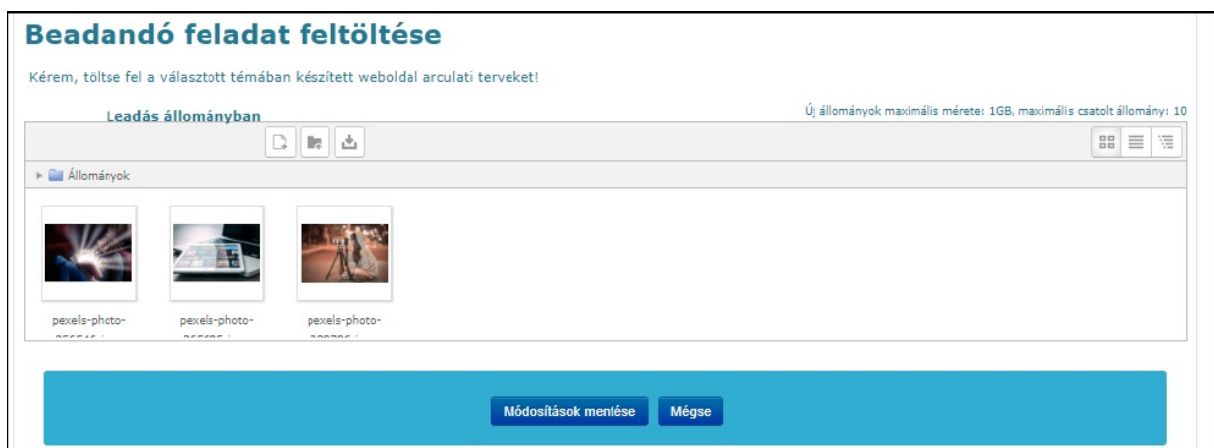 Beadandó feladat feltöltése
Kérem, töltse fel a választott témában készített weboldal arculati terveket!
Leadás állományban
Új állományok maximális mérete: 1GB, maximális csatolt állomány: 10
Állományok
pexels-photo- pexels-photo- pexels-photo-
Módosítások mentése Mégse